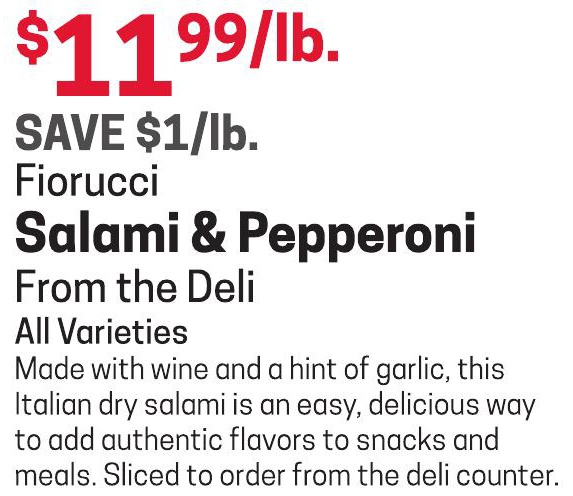 $11 99/lb.
SAVE $1/lb.
Fiorucci
Salami & Pepperoni
From the Deli
All Varieties
Made with wine and a hint of garlic, this
Italian dry salami is an easy, delicious way
to add authentic flavors to snacks and
meals. Sliced to order from the deli counter.